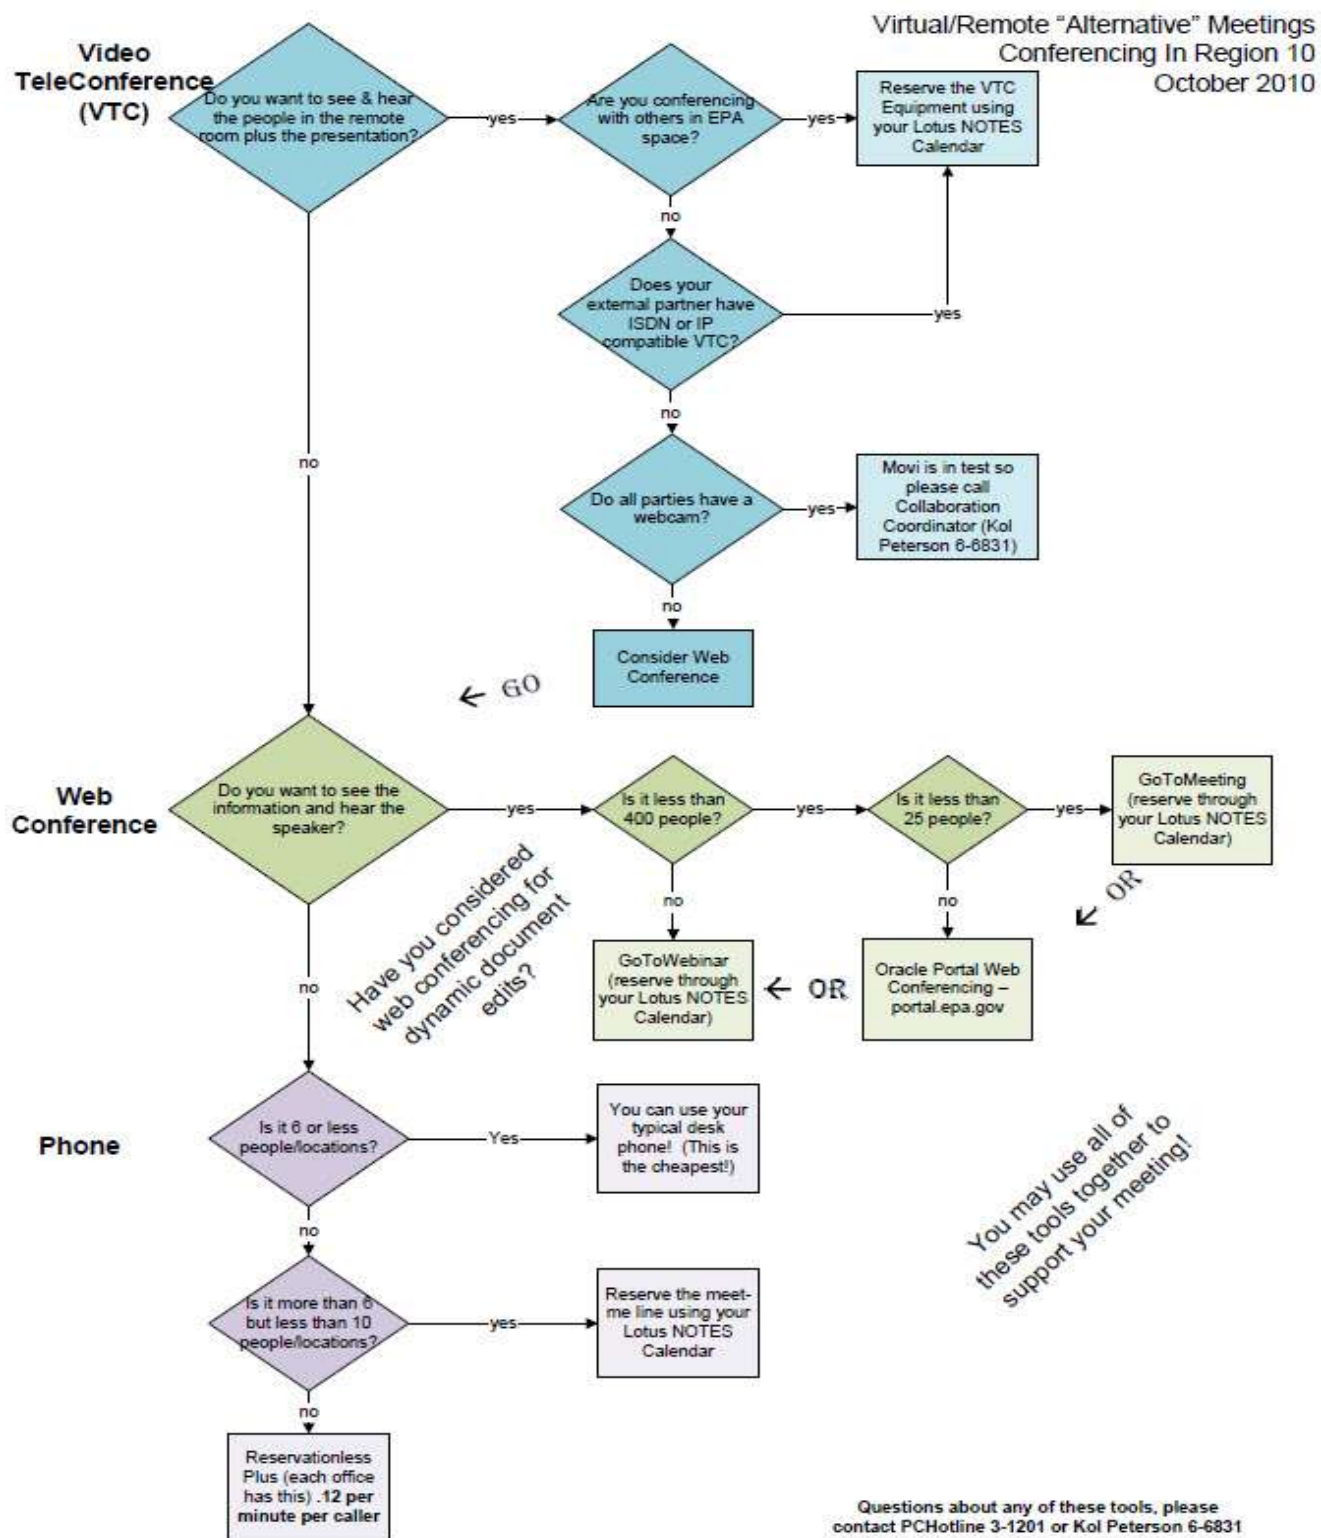 Virtual/Remote “Alternative” Meetings
Conferencing In Region 10
October 2010
Video
TeleConference
(VTC)
Do you want to see & hear
the people in the remote
room plus the presentation?
yes
Are you conferencing
with others in EPA
space?
yes
Reserve the VTC
Equipment using
your Lotus NOTES
Calendar
no
Does your
external partner have
ISDN or IP
compatible VTC?
yes
no
no
Do all parties have a
webcam?
yes
Movi is in test so
please call
Collaboration
Coordinator (Kol
Peterson 6-6831)
no
Consider Web
Conference
← GO
Web
Conference
Do you want to see the
information and hear the
speaker?
yes
Is it less than
400 people?
yes
Is it less than
25 people?
yes
GoToMeeting
(reserve through
your Lotus NOTES
Calendar)
Have you considered
web conferencing for
dynamic document
edits?
no
no
← OR
no
GoToWebinar
(reserve through
your Lotus NOTES
Calendar)
← OR
Oracle Portal Web
Conferencing –
portal.epa.gov
Phone
Is it 6 or less
people/locations?
Yes
You can use your
typical desk
phone! (This is
the cheapest!)
You may use all of
these tools together to
support your meeting!
no
Is it more than 6
but less than 10
people/locations?
yes
Reserve the meet-
me line using your
Lotus NOTES
Calendar
no
Reservationless
Plus (each office
has this) .12 per
minute per caller
Questions about any of these tools, please
contact PCHotline 3-1201 or Kol Peterson 6-6831